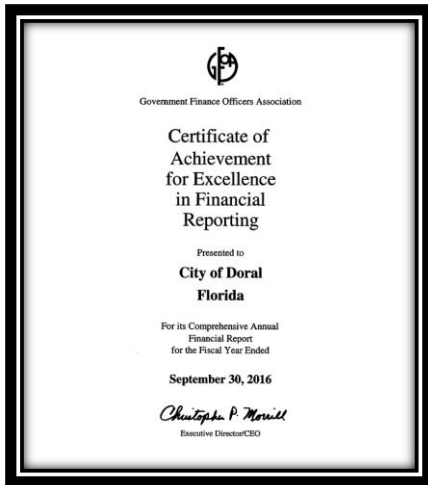 GFOA
Government Finance Officers Association
Certificate of
Achievement
for Excellence
in Financial
Reporting
Presented to
City of Doral
Florida
For its Comprehensive Annual
Financial Report
for the Fiscal Year Ended
September 30, 2016
Christopher P. Morrill
Executive Director/CEO